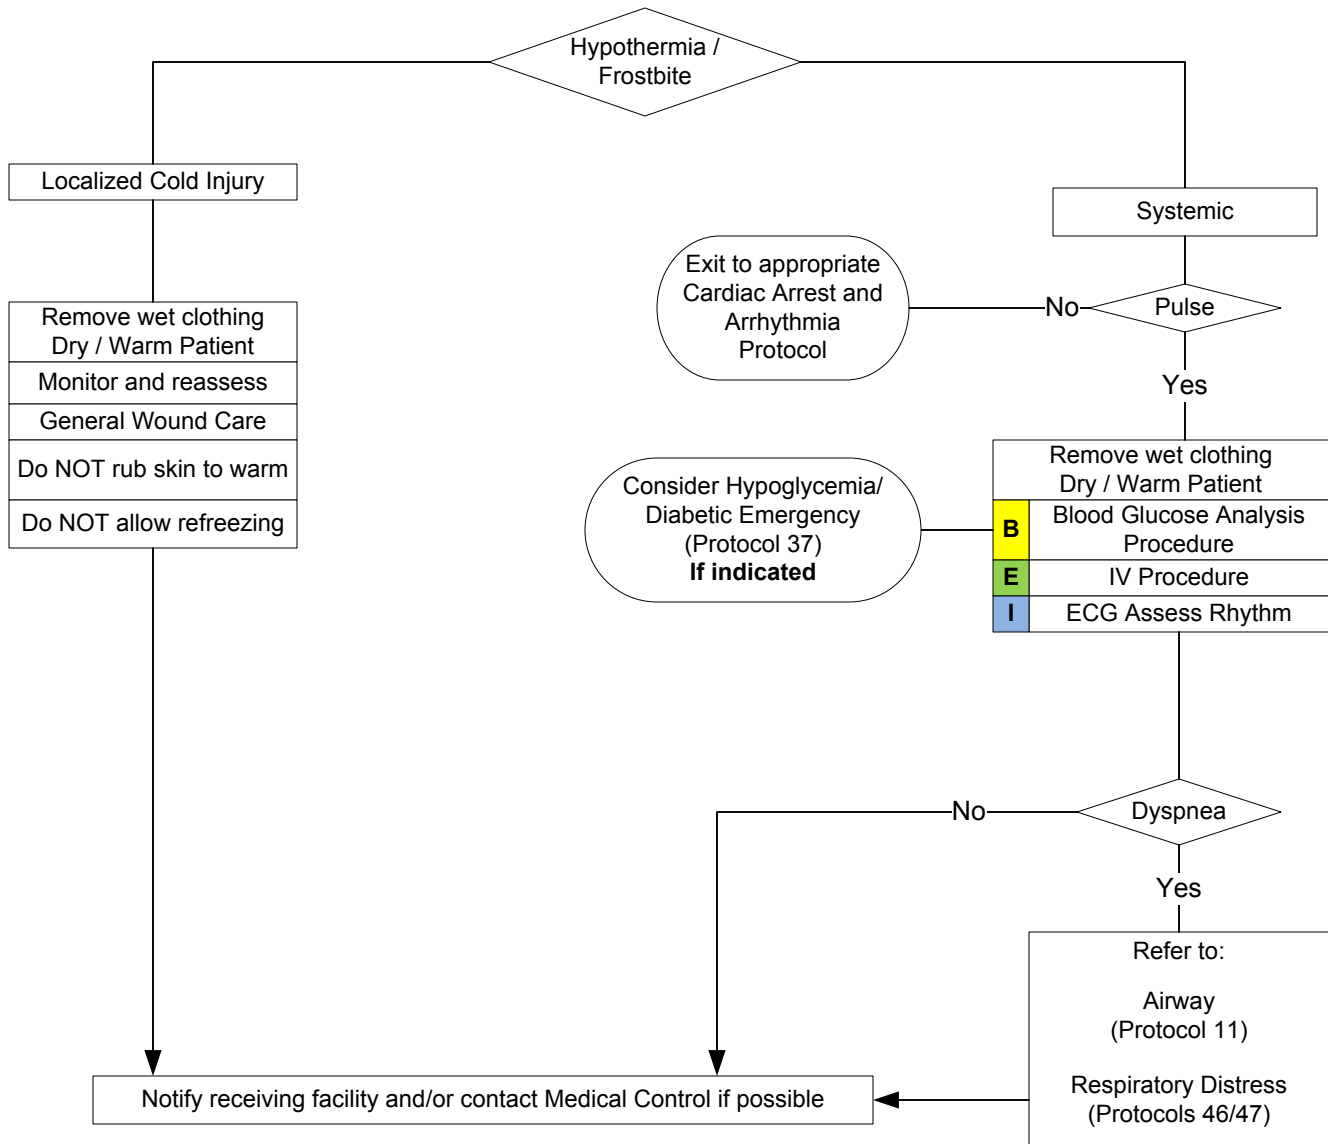 Hypothermia /
Frostbite
Localized Cold Injury
Remove wet clothing
Dry / Warm Patient
Monitor and reassess
General Wound Care
Do NOT rub skin to warm
Do NOT allow refreezing
Systemic
Pulse
No
Exit to appropriate
Cardiac Arrest and
Arrhythmia
Protocol
Yes
Remove wet clothing
Dry / Warm Patient
B Blood Glucose Analysis
Procedure
E IV Procedure
I ECG Assess Rhythm
Consider Hypoglycemia/
Diabetic Emergency
(Protocol 37)
If indicated
Dyspnea
No
Yes
Refer to:
Airway
(Protocol 11)
Respiratory Distress
(Protocols 46/47)
Notify receiving facility and/or contact Medical Control if possible